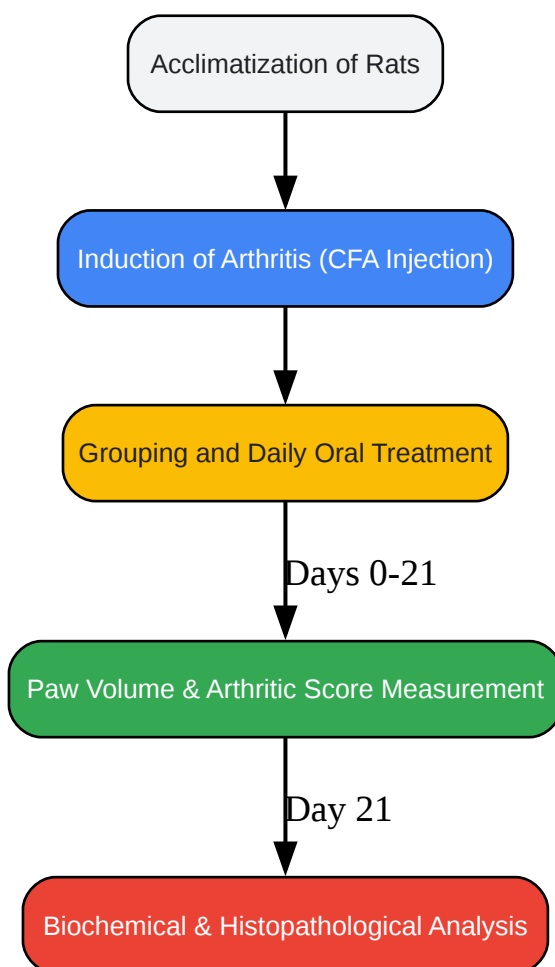 Acclimatization of Rats
Induction of Arthritis (CFA Injection)
Grouping and Daily Oral Treatment
Days 0-21
Paw Volume & Arthritic Score Measurement
Day 21
Biochemical & Histopathological Analysis